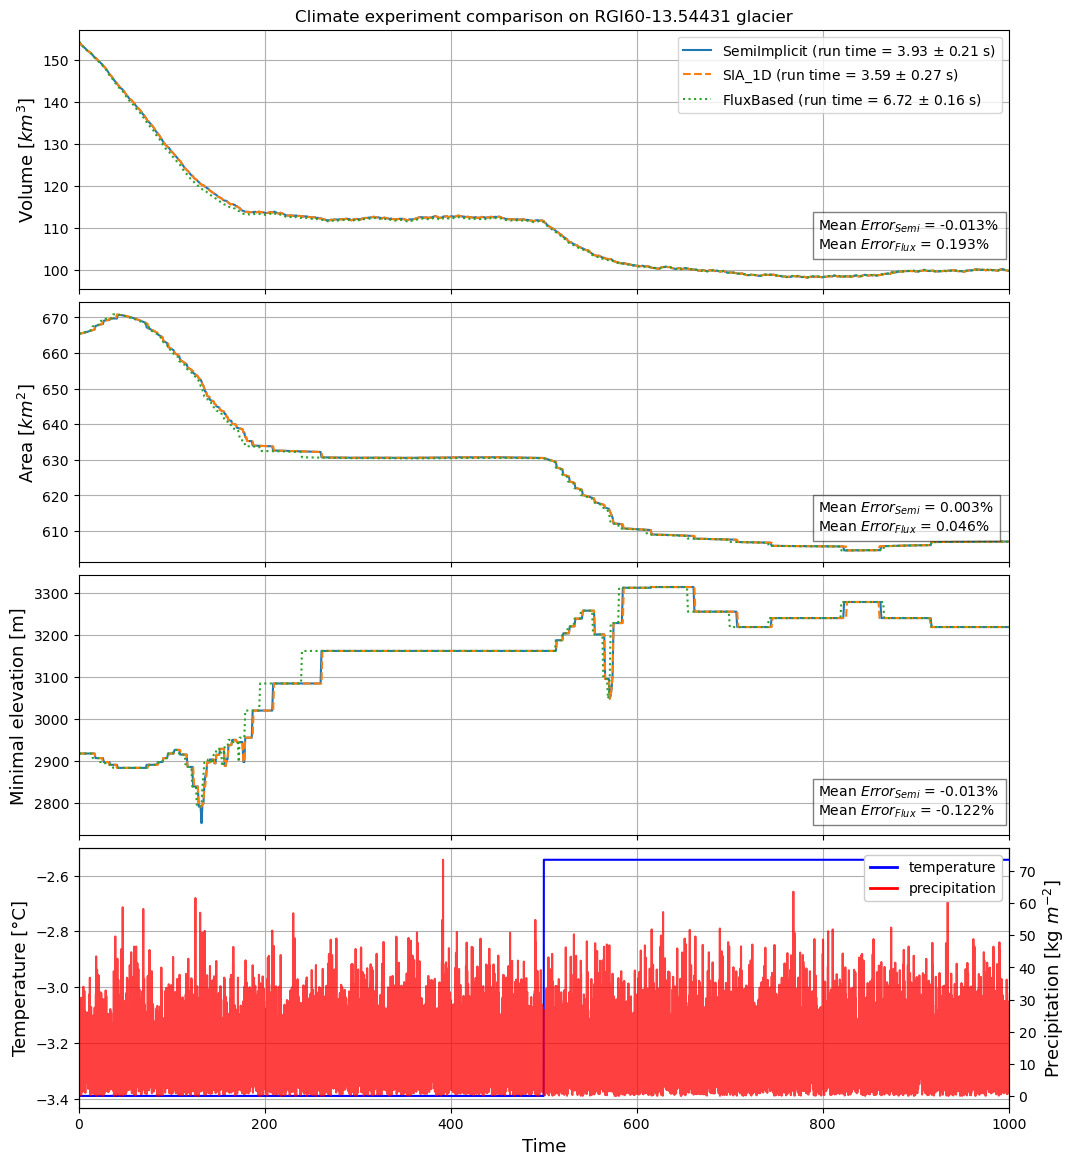 Climate experiment comparison on RGI60-13.54431 glacier
Volume [km³]
150
140
130
120
110
100
SemiImplicit (run time = 3.93 ± 0.21 s)
SIA_1D (run time = 3.59 ± 0.27 s)
FluxBased (run time = 6.72 ± 0.16 s)
Mean Error_Semi = -0.013%
Mean Error_Flux = 0.193%
Area [km²]
670
660
650
640
630
620
610
Mean Error_Semi = 0.003%
Mean Error_Flux = 0.046%
Minimal elevation [m]
3300
3200
3100
3000
2900
2800
Mean Error_Semi = -0.013%
Mean Error_Flux = -0.122%
Temperature [°C]
−2.6
−2.8
−3.0
−3.2
−3.4
temperature
precipitation
70
60
50
40
30
20
10
0
Precipitation [kg m⁻²]
0 200 400 600 800 1000
Time